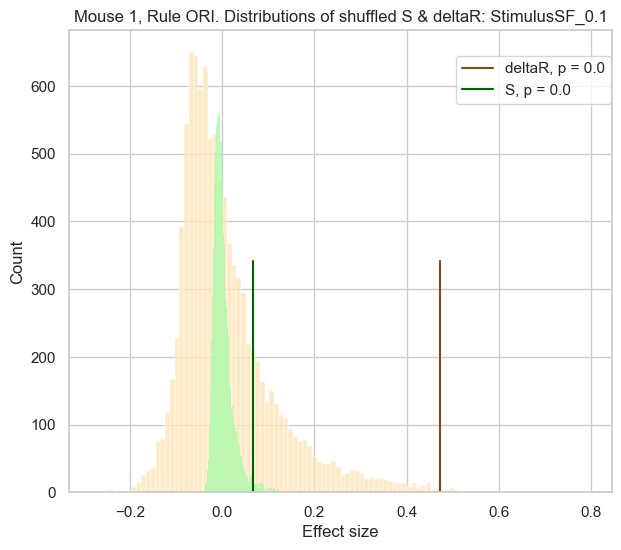 Mouse 1, Rule ORI. Distributions of shuffled S & deltaR: StimulusSF_0.1
deltaR, p = 0.0
S, p = 0.0
Count
600
500
400
300
200
100
0
−0.2
0.0
0.2
0.4
0.6
0.8
Effect size